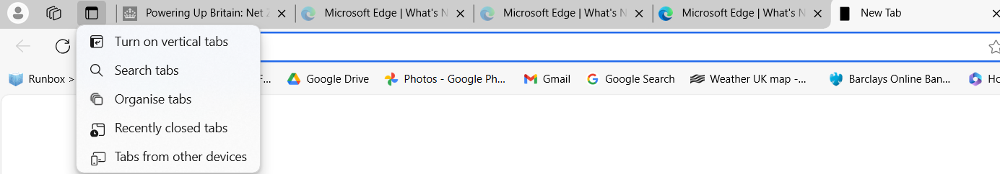 Powering Up Britain: Net Z
Microsoft Edge | What's N
Microsoft Edge | What's N
Microsoft Edge | What's N
New Tab
Turn on vertical tabs
Search tabs
Organise tabs
Recently closed tabs
Tabs from other devices
Runbox >
F...
Google Drive
Photos - Google Ph...
Gmail
Google Search
Weather UK map -...
Barclays Online Ban...
Ho